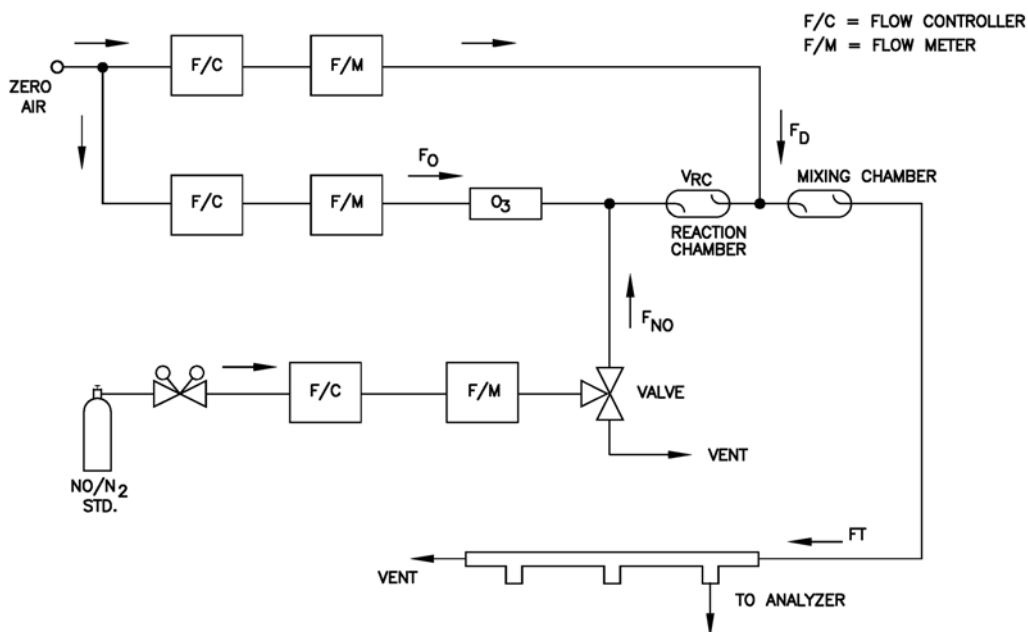 F/C = FLOW CONTROLLER
F/M = FLOW METER
ZERO
AIR
F/C
F/M
FD
FO
F/C
F/M
O3
VRC
REACTION
CHAMBER
MIXING CHAMBER
FNO
NO/N2
STD.
F/C
F/M
VALVE
VENT
FT
VENT
TO ANALYZER